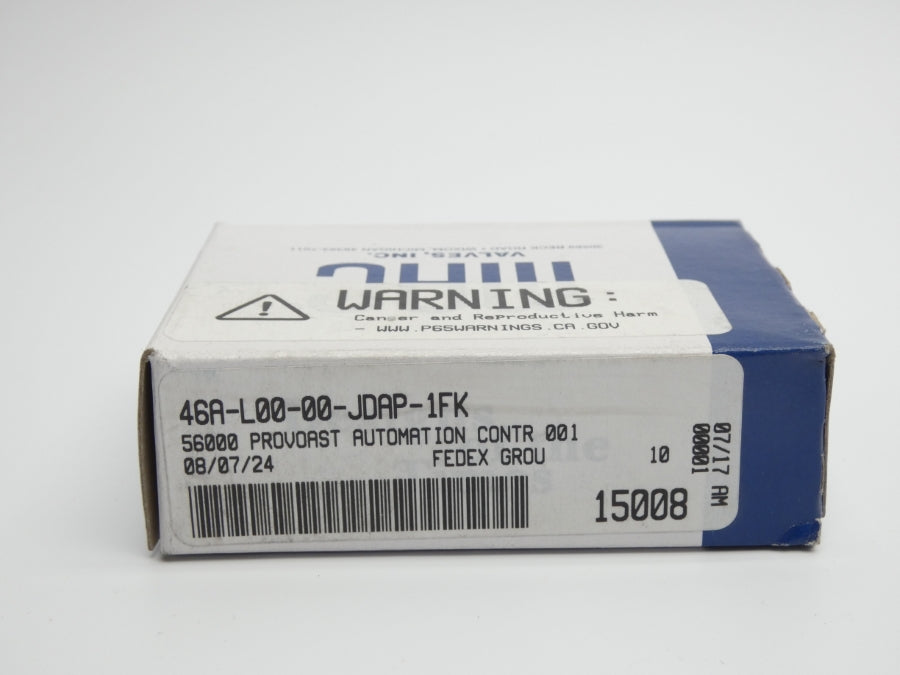 VALVES, INC.
WARNING:
Cancer and Reproductive Harm
- WWW.P65WARNINGS.CA.GOV
46A-L00-00-JDAP-1FK
56000 PROVOAST AUTOMATION CONTR 001
08/07/24 FEDEX GROU 10
15008
07/17 AM
00001